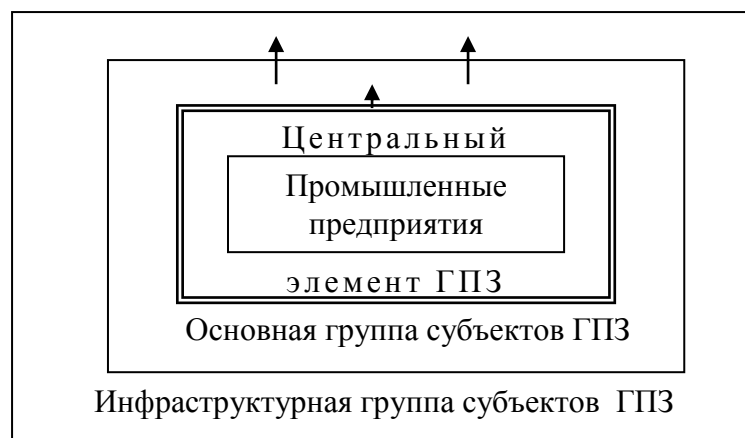 Центральный
Промышленные
предприятия
элемент ГПЗ
Основная группа субъектов ГПЗ
Инфраструктурная группа субъектов ГПЗ